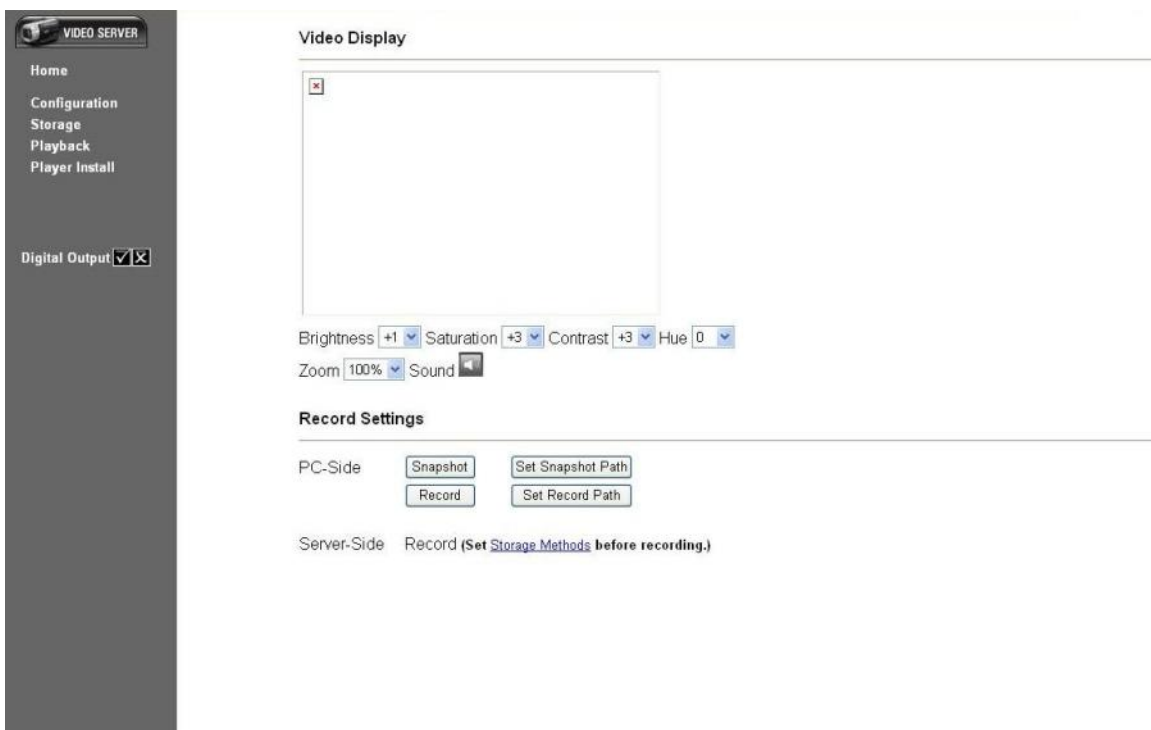 VIDEO SERVER
Home
Configuration
Storage
Playback
Player Install
Digital Output
Video Display
Brightness +1 Saturation +3 Contrast +3 Hue 0
Zoom 100% Sound
Record Settings
PC-Side Snapshot Set Snapshot Path
Record Set Record Path
Server-Side Record (Set Storage Methods before recording.)